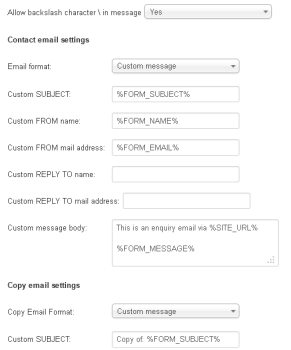 Allow backslash character \ in message Yes
Contact email settings
Email format: Custom message
Custom SUBJECT: %FORM_SUBJECT%
Custom FROM name: %FORM_NAME%
Custom FROM mail address: %FORM_EMAIL%
Custom REPLY TO name:
Custom REPLY TO mail address:
Custom message body: This is an enquiry email via %SITE_URL%
%FORM_MESSAGE%
Copy email settings
Copy Email Format: Custom message
Custom SUBJECT: Copy of: %FORM_SUBJECT%